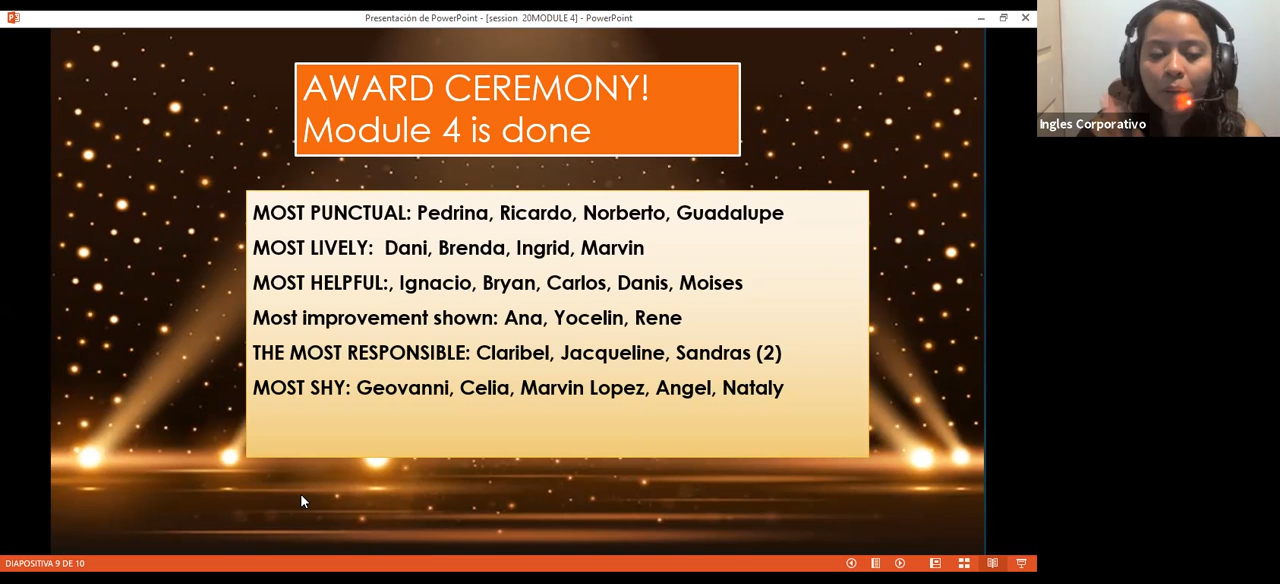 Presentación de PowerPoint - [session  20MODULE 4] - PowerPoint
AWARD CEREMONY!
Module 4 is done
MOST PUNCTUAL: Pedrina, Ricardo, Norberto, Guadalupe
MOST LIVELY:  Dani, Brenda, Ingrid, Marvin
MOST HELPFUL:, Ignacio, Bryan, Carlos, Danis, Moises
Most improvement shown: Ana, Yocelin, Rene
THE MOST RESPONSIBLE: Claribel, Jacqueline, Sandras (2)
MOST SHY: Geovanni, Celia, Marvin Lopez, Angel, Nataly
Ingles Corporativo
DIAPOSITIVA 9 DE 10